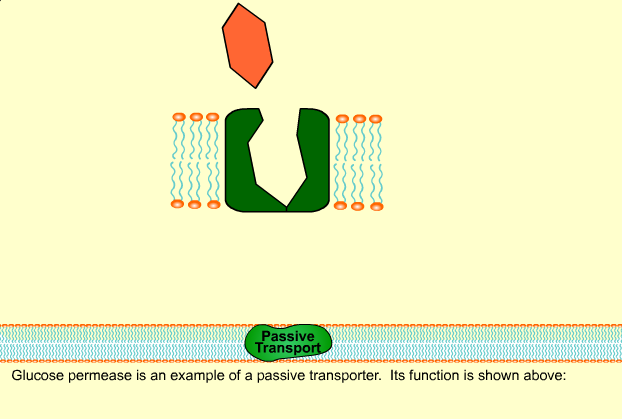 Passive
Transport
Glucose permease is an example of a passive transporter.  Its function is shown above: